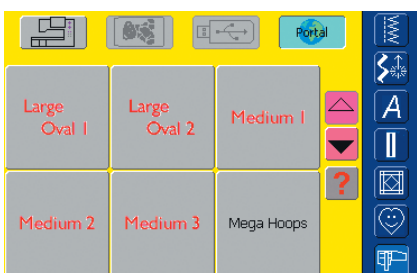 Portal
Large
Oval 1
Large
Oval 2
Medium 1
A
?
Medium 2
Medium 3
Mega Hoops